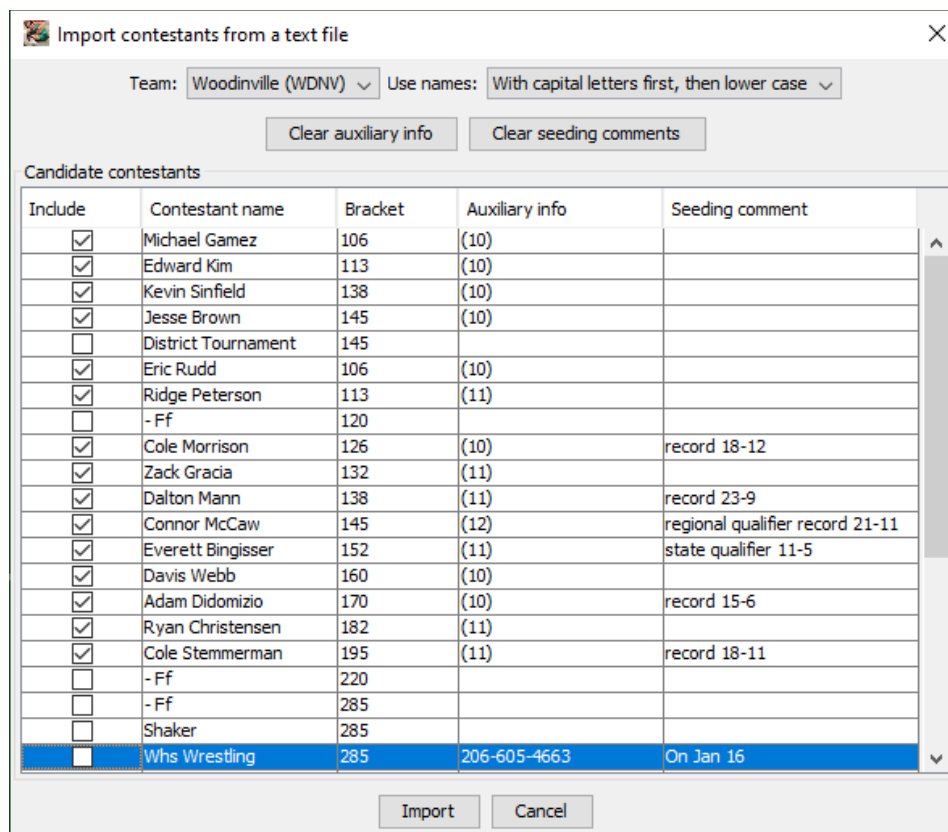 Import contestants from a text file
Team: Woodinville (WDNV) Use names: With capital letters first, then lower case
Clear auxiliary info Clear seeding comments
Candidate contestants
Include Contestant name Bracket Auxiliary info Seeding comment
Michael Gamez 106 (10)
Edward Kim 113 (10)
Kevin Sinfield 138 (10)
Jesse Brown 145 (10)
District Tournament 145
Eric Rudd 106 (10)
Ridge Peterson 113 (11)
- Ff 120
Cole Morrison 126 (10) record 18-12
Zack Gracia 132 (11)
Dalton Mann 138 (11) record 23-9
Connor McCaw 145 (12) regional qualifier record 21-11
Everett Bingisser 152 (11) state qualifier 11-5
Davis Webb 160 (10)
Adam Didomizio 170 (10) record 15-6
Ryan Christensen 182 (11)
Cole Stemmerman 195 (11) record 18-11
- Ff 220
- Ff 285
Shaker 285
Whs Wrestling 285 206-605-4663 On Jan 16
Import Cancel